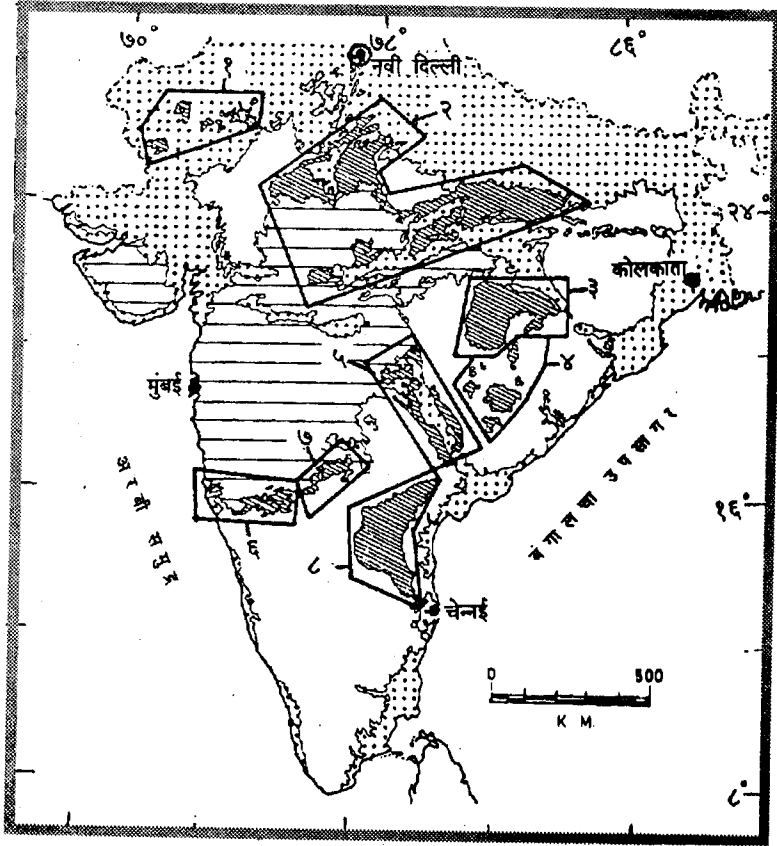 ७०°
७८°
८६°
नवी दिल्ली
१
२
२४°
कोलकाता
३
४
५
मुंबई
७
६
१६°
अरबी समुद्र
बंगालचा उपसागर
८
चेन्नई
0 500
K M.
८°